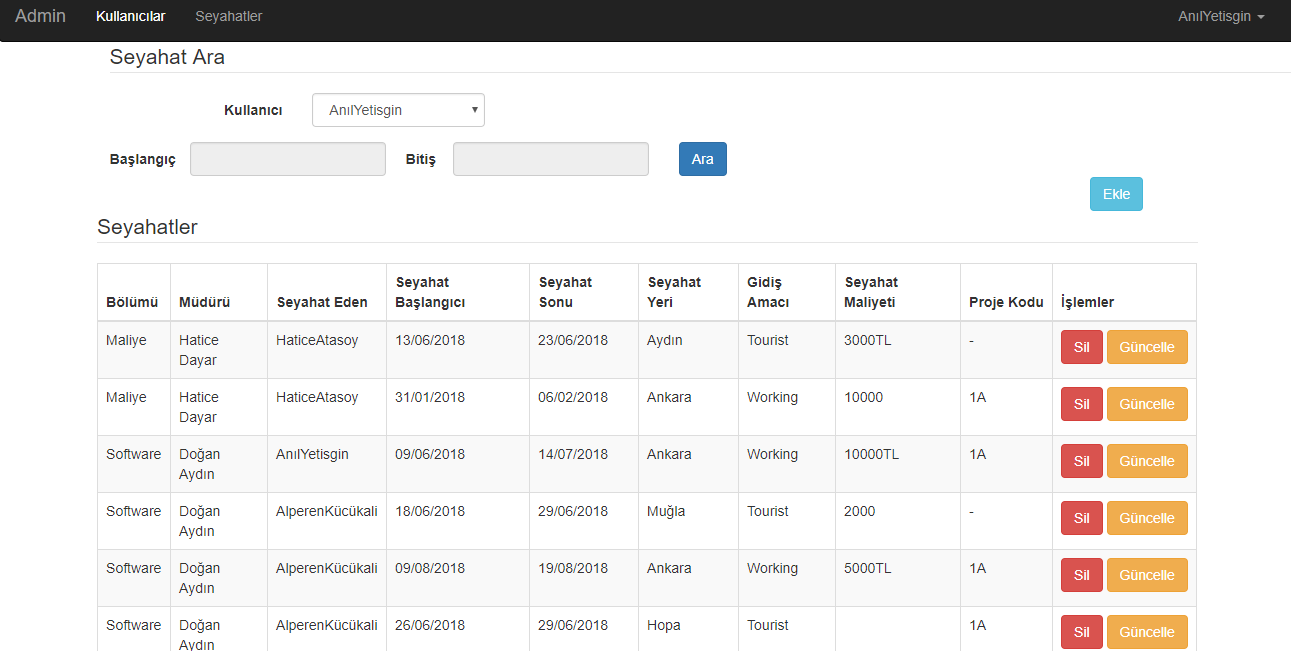 Admin Kullanıcılar Seyahatler AnılYetisgin
Seyahat Ara
Kullanıcı AnılYetisgin
Başlangıç Bitiş Ara
Ekle
Seyahatler
Bölümü Müdürü Seyahat Eden Seyahat Başlangıcı Seyahat Sonu Seyahat Yeri Gidiş Amacı Seyahat Maliyeti Proje Kodu İşlemler
Maliye Hatice Dayar HaticeAtasoy 13/06/2018 23/06/2018 Aydın Tourist 3000TL - Sil Güncelle
Maliye Hatice Dayar HaticeAtasoy 31/01/2018 06/02/2018 Ankara Working 10000 1A Sil Güncelle
Software Doğan Aydın AnılYetisgin 09/06/2018 14/07/2018 Ankara Working 10000TL 1A Sil Güncelle
Software Doğan Aydın AlperenKücükali 18/06/2018 29/06/2018 Muğla Tourist 2000 - Sil Güncelle
Software Doğan Aydın AlperenKücükali 09/08/2018 19/08/2018 Ankara Working 5000TL 1A Sil Güncelle
Software Doğan Aydın AlperenKücükali 26/06/2018 29/06/2018 Hopa Tourist 1A Sil Güncelle